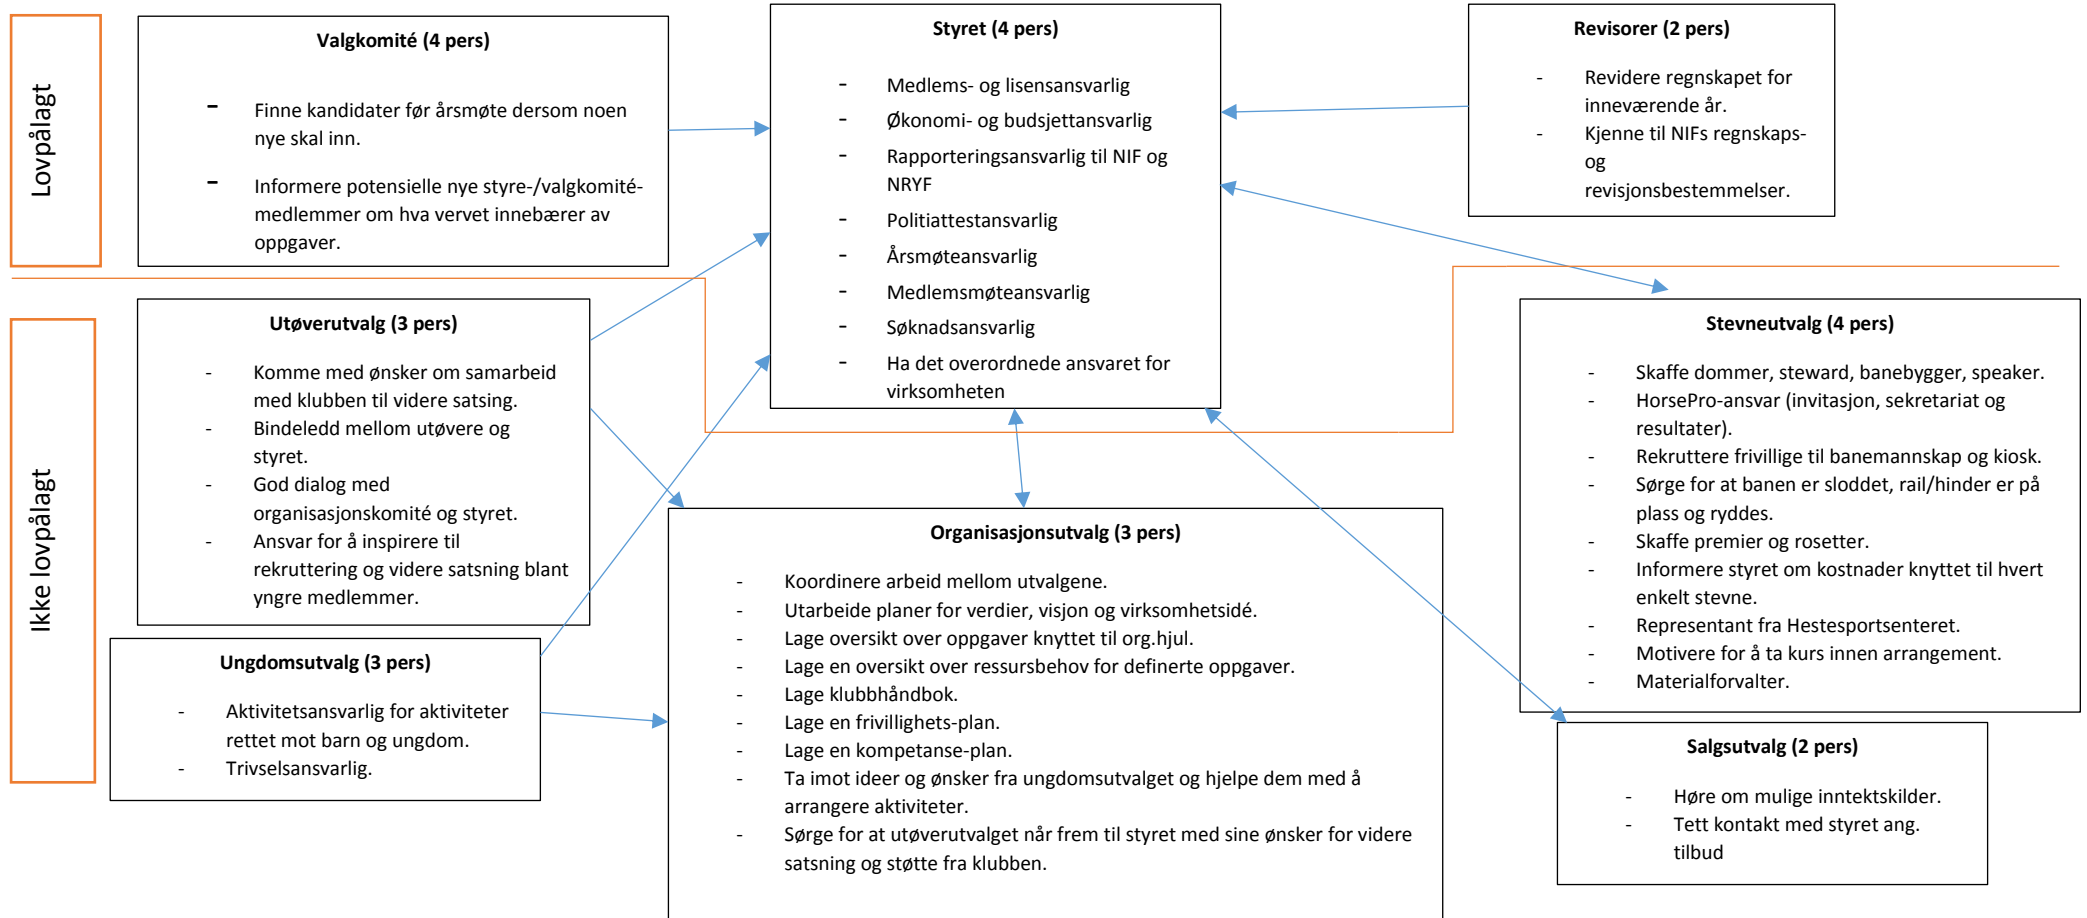 Lovpålagt
Valgkomité (4 pers)
- Finne kandidater før årsmøte dersom noen
nye skal inn.
- Informere potensielle nye styre-/valgkomité-
medlemmer om hva vervet innebærer av
oppgaver.
Styret (4 pers)
- Medlems- og lisensansvarlig
- Økonomi- og budsjettansvarlig
- Rapporteringsansvarlig til NIF og
NRYF
- Politiattestansvarlig
- Årsmøteansvarlig
- Medlemsmøteansvarlig
- Søknadsansvarlig
- Ha det overordnede ansvaret for
virksomheten
Revisorer (2 pers)
- Revidere regnskapet for
inneværende år.
- Kjenne til NIFs regnskaps-
og
revisjonsbestemmelser.
Ikke lovpålagt
Utøverutvalg (3 pers)
- Komme med ønsker om samarbeid
med klubben til videre satsing.
- Bindeledd mellom utøvere og
styret.
- God dialog med
organisasjonskomité og styret.
- Ansvar for å inspirere til
rekruttering og videre satsning blant
yngre medlemmer.
Ungdomsutvalg (3 pers)
- Aktivitetsansvarlig for aktiviteter
rettet mot barn og ungdom.
- Trivselsansvarlig.
Organisasjonsutvalg (3 pers)
- Koordinere arbeid mellom utvalgene.
- Utarbeide planer for verdier, visjon og virksomhetsidé.
- Lage oversikt over oppgaver knyttet til org.hjul.
- Lage en oversikt over ressursbehov for definerte oppgaver.
- Lage klubbhåndbok.
- Lage en frivillighets-plan.
- Lage en kompetanse-plan.
- Ta imot ideer og ønsker fra ungdomsutvalget og hjelpe dem med å
arrangere aktiviteter.
- Sørge for at utøverutvalget når frem til styret med sine ønsker for videre
satsning og støtte fra klubben.
Stevneutvalg (4 pers)
- Skaffe dommer, steward, banebygger, speaker.
- HorsePro-ansvar (invitasjon, sekretariat og
resultater).
- Rekruttere frivillige til banemannskap og kiosk.
- Sørge for at banen er sloddet, rail/hinder er på
plass og ryddes.
- Skaffe premier og rosetter.
- Informere styret om kostnader knyttet til hvert
enkelt stevne.
- Representant fra Hestesportsenteret.
- Motivere for å ta kurs innen arrangement.
- Materialforvalter.
Salgsutvalg (2 pers)
- Høre om mulige inntektskilder.
- Tett kontakt med styret ang.
tilbud